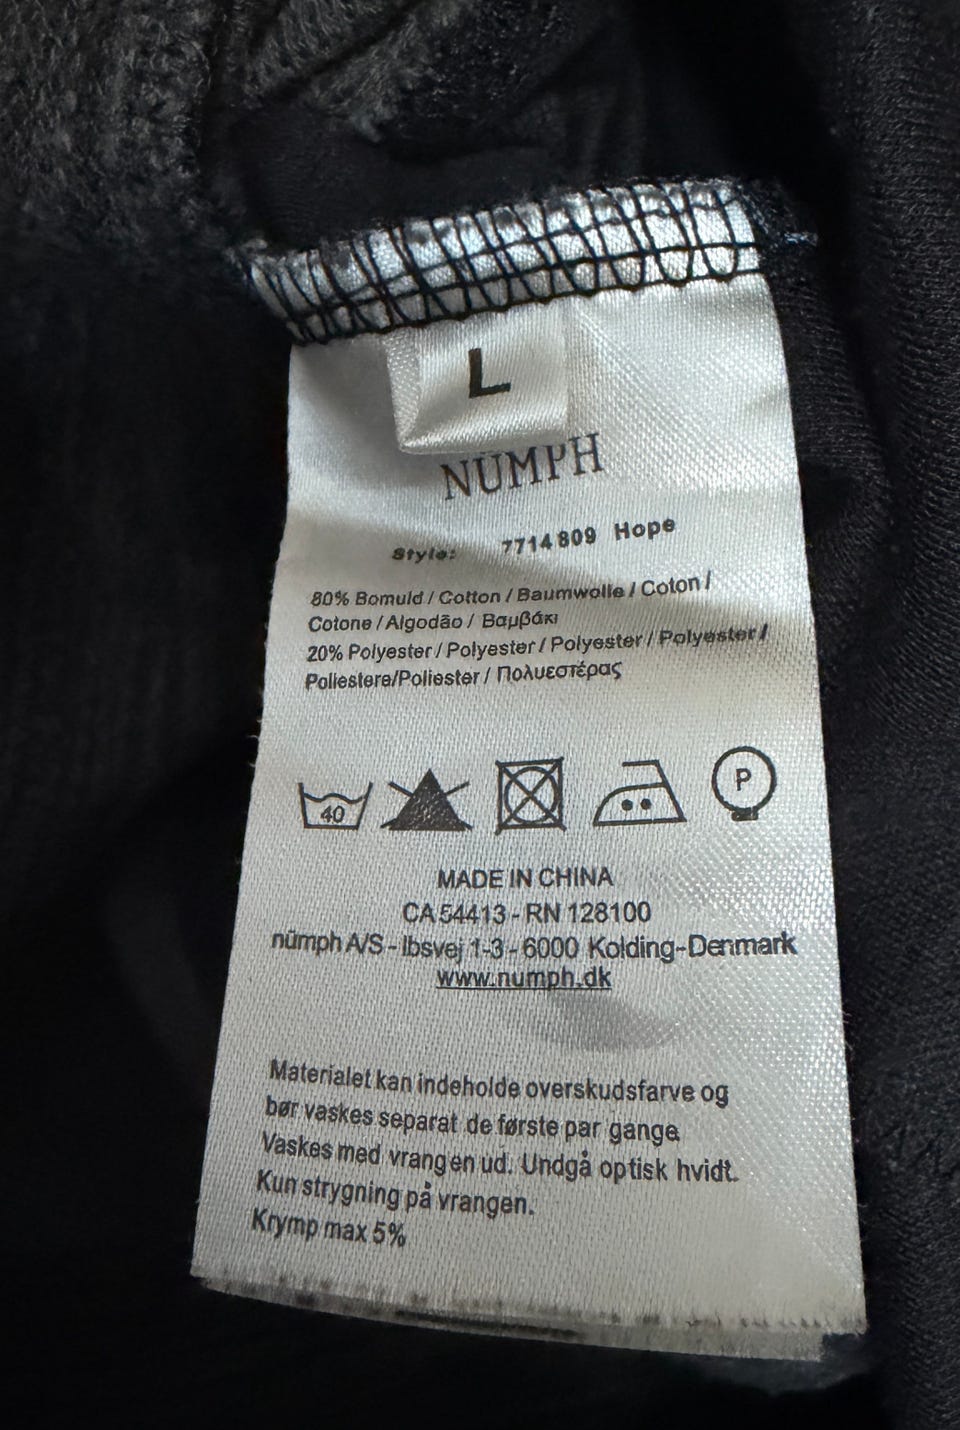 L
NÜMPH
Style: 7714809 Hope
80% Bomuld / Cotton / Baumwolle / Coton /
Cotone / Algodão / Βαμβάκι
20% Polyester / Polyester / Polyester / Polyester /
Poliestere/Poliester / Πολυεστέρας
40
P
MADE IN CHINA
CA 54413 - RN 128100
nümph A/S - Ibsvej 1-3 - 6000 Kolding-Denmark
www.numph.dk
Materialet kan indeholde overskudsfarve og
bør vaskes separat de første par gange
Vaskes med vrangen ud. Undgå optisk hvidt.
Kun strygning på vrangen.
Krymp max 5%